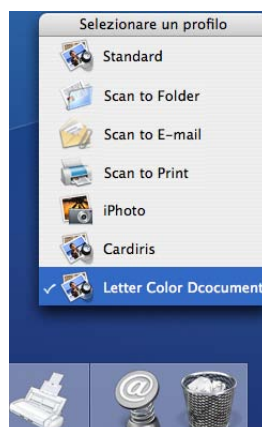 Selezionare un profilo
Standard
Scan to Folder
Scan to E-mail
Scan to Print
iPhoto
Cardiris
Letter Color Dcocument